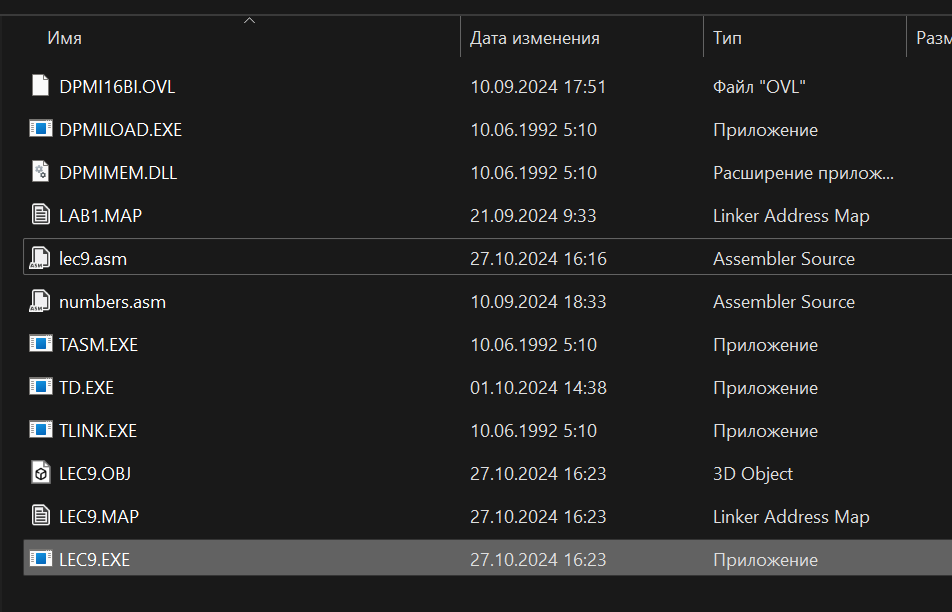 Имя Дата изменения Тип Разм
DPMI16BI.OVL 10.09.2024 17:51 Файл "OVL"
DPMILOAD.EXE 10.06.1992 5:10 Приложение
DPMIMEM.DLL 10.06.1992 5:10 Расширение прилож...
LAB1.MAP 21.09.2024 9:33 Linker Address Map
lec9.asm 27.10.2024 16:16 Assembler Source
numbers.asm 10.09.2024 18:33 Assembler Source
TASM.EXE 10.06.1992 5:10 Приложение
TD.EXE 01.10.2024 14:38 Приложение
TLINK.EXE 10.06.1992 5:10 Приложение
LEC9.OBJ 27.10.2024 16:23 3D Object
LEC9.MAP 27.10.2024 16:23 Linker Address Map
LEC9.EXE 27.10.2024 16:23 Приложение